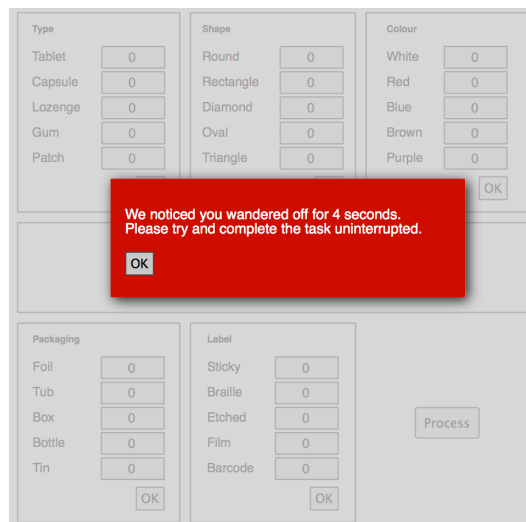 Type
Tablet 0
Capsule 0
Lozenge 0
Gum 0
Patch 0
Shape
Round 0
Rectangle 0
Diamond 0
Oval 0
Triangle 0
Colour
White 0
Red 0
Blue 0
Brown 0
Purple 0
OK
We noticed you wandered off for 4 seconds.
Please try and complete the task uninterrupted.
OK
Packaging
Foil 0
Tub 0
Box 0
Bottle 0
Tin 0
OK
Label
Sticky 0
Braille 0
Etched 0
Film 0
Barcode 0
OK
Process